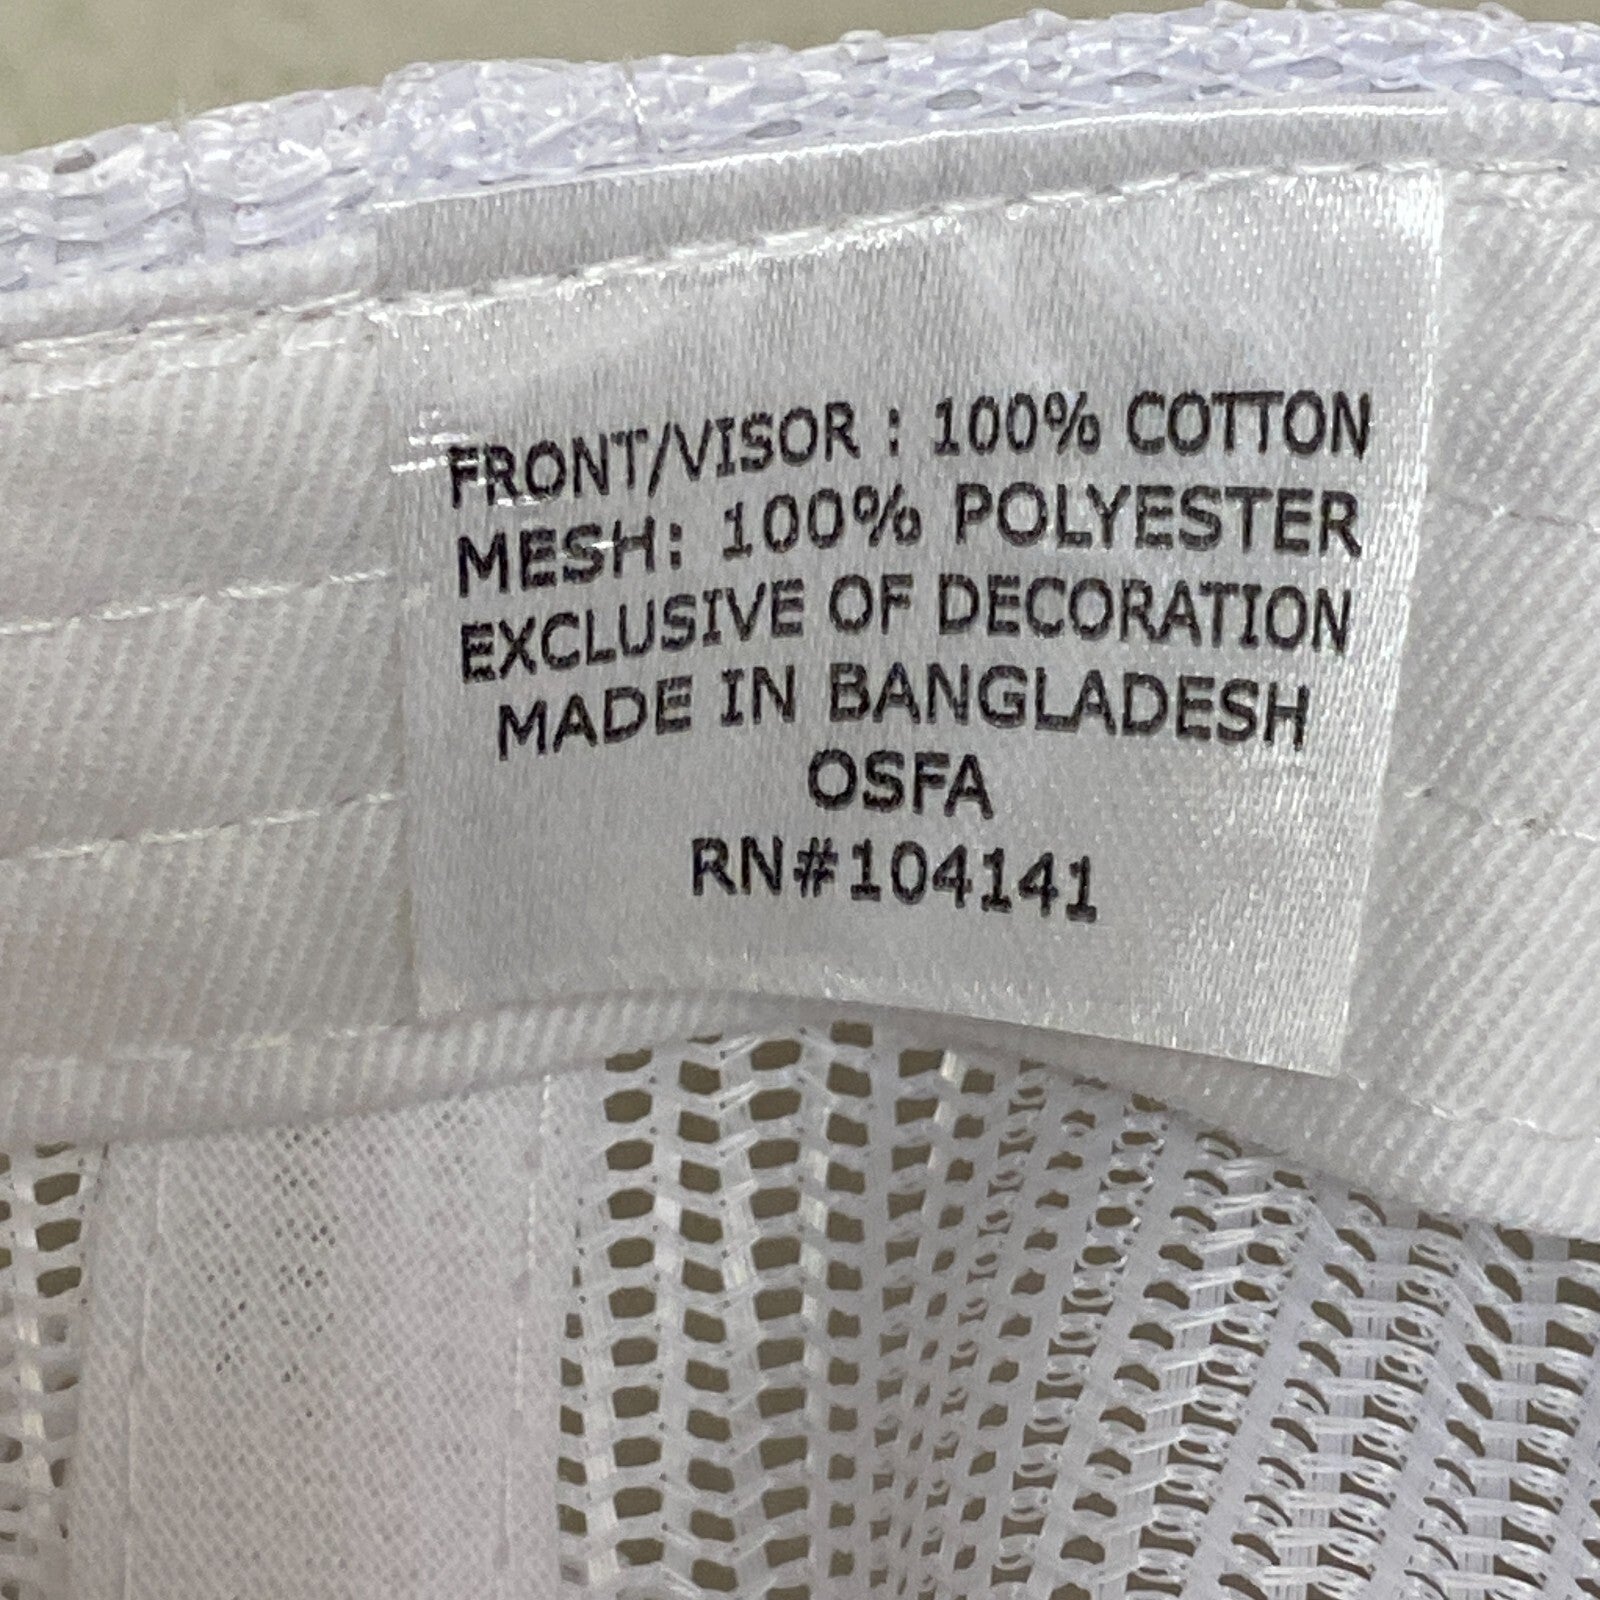 FRONT/VISOR : 100% COTTON
MESH: 100% POLYESTER
EXCLUSIVE OF DECORATION
MADE IN BANGLADESH
OSFA
RN#104141